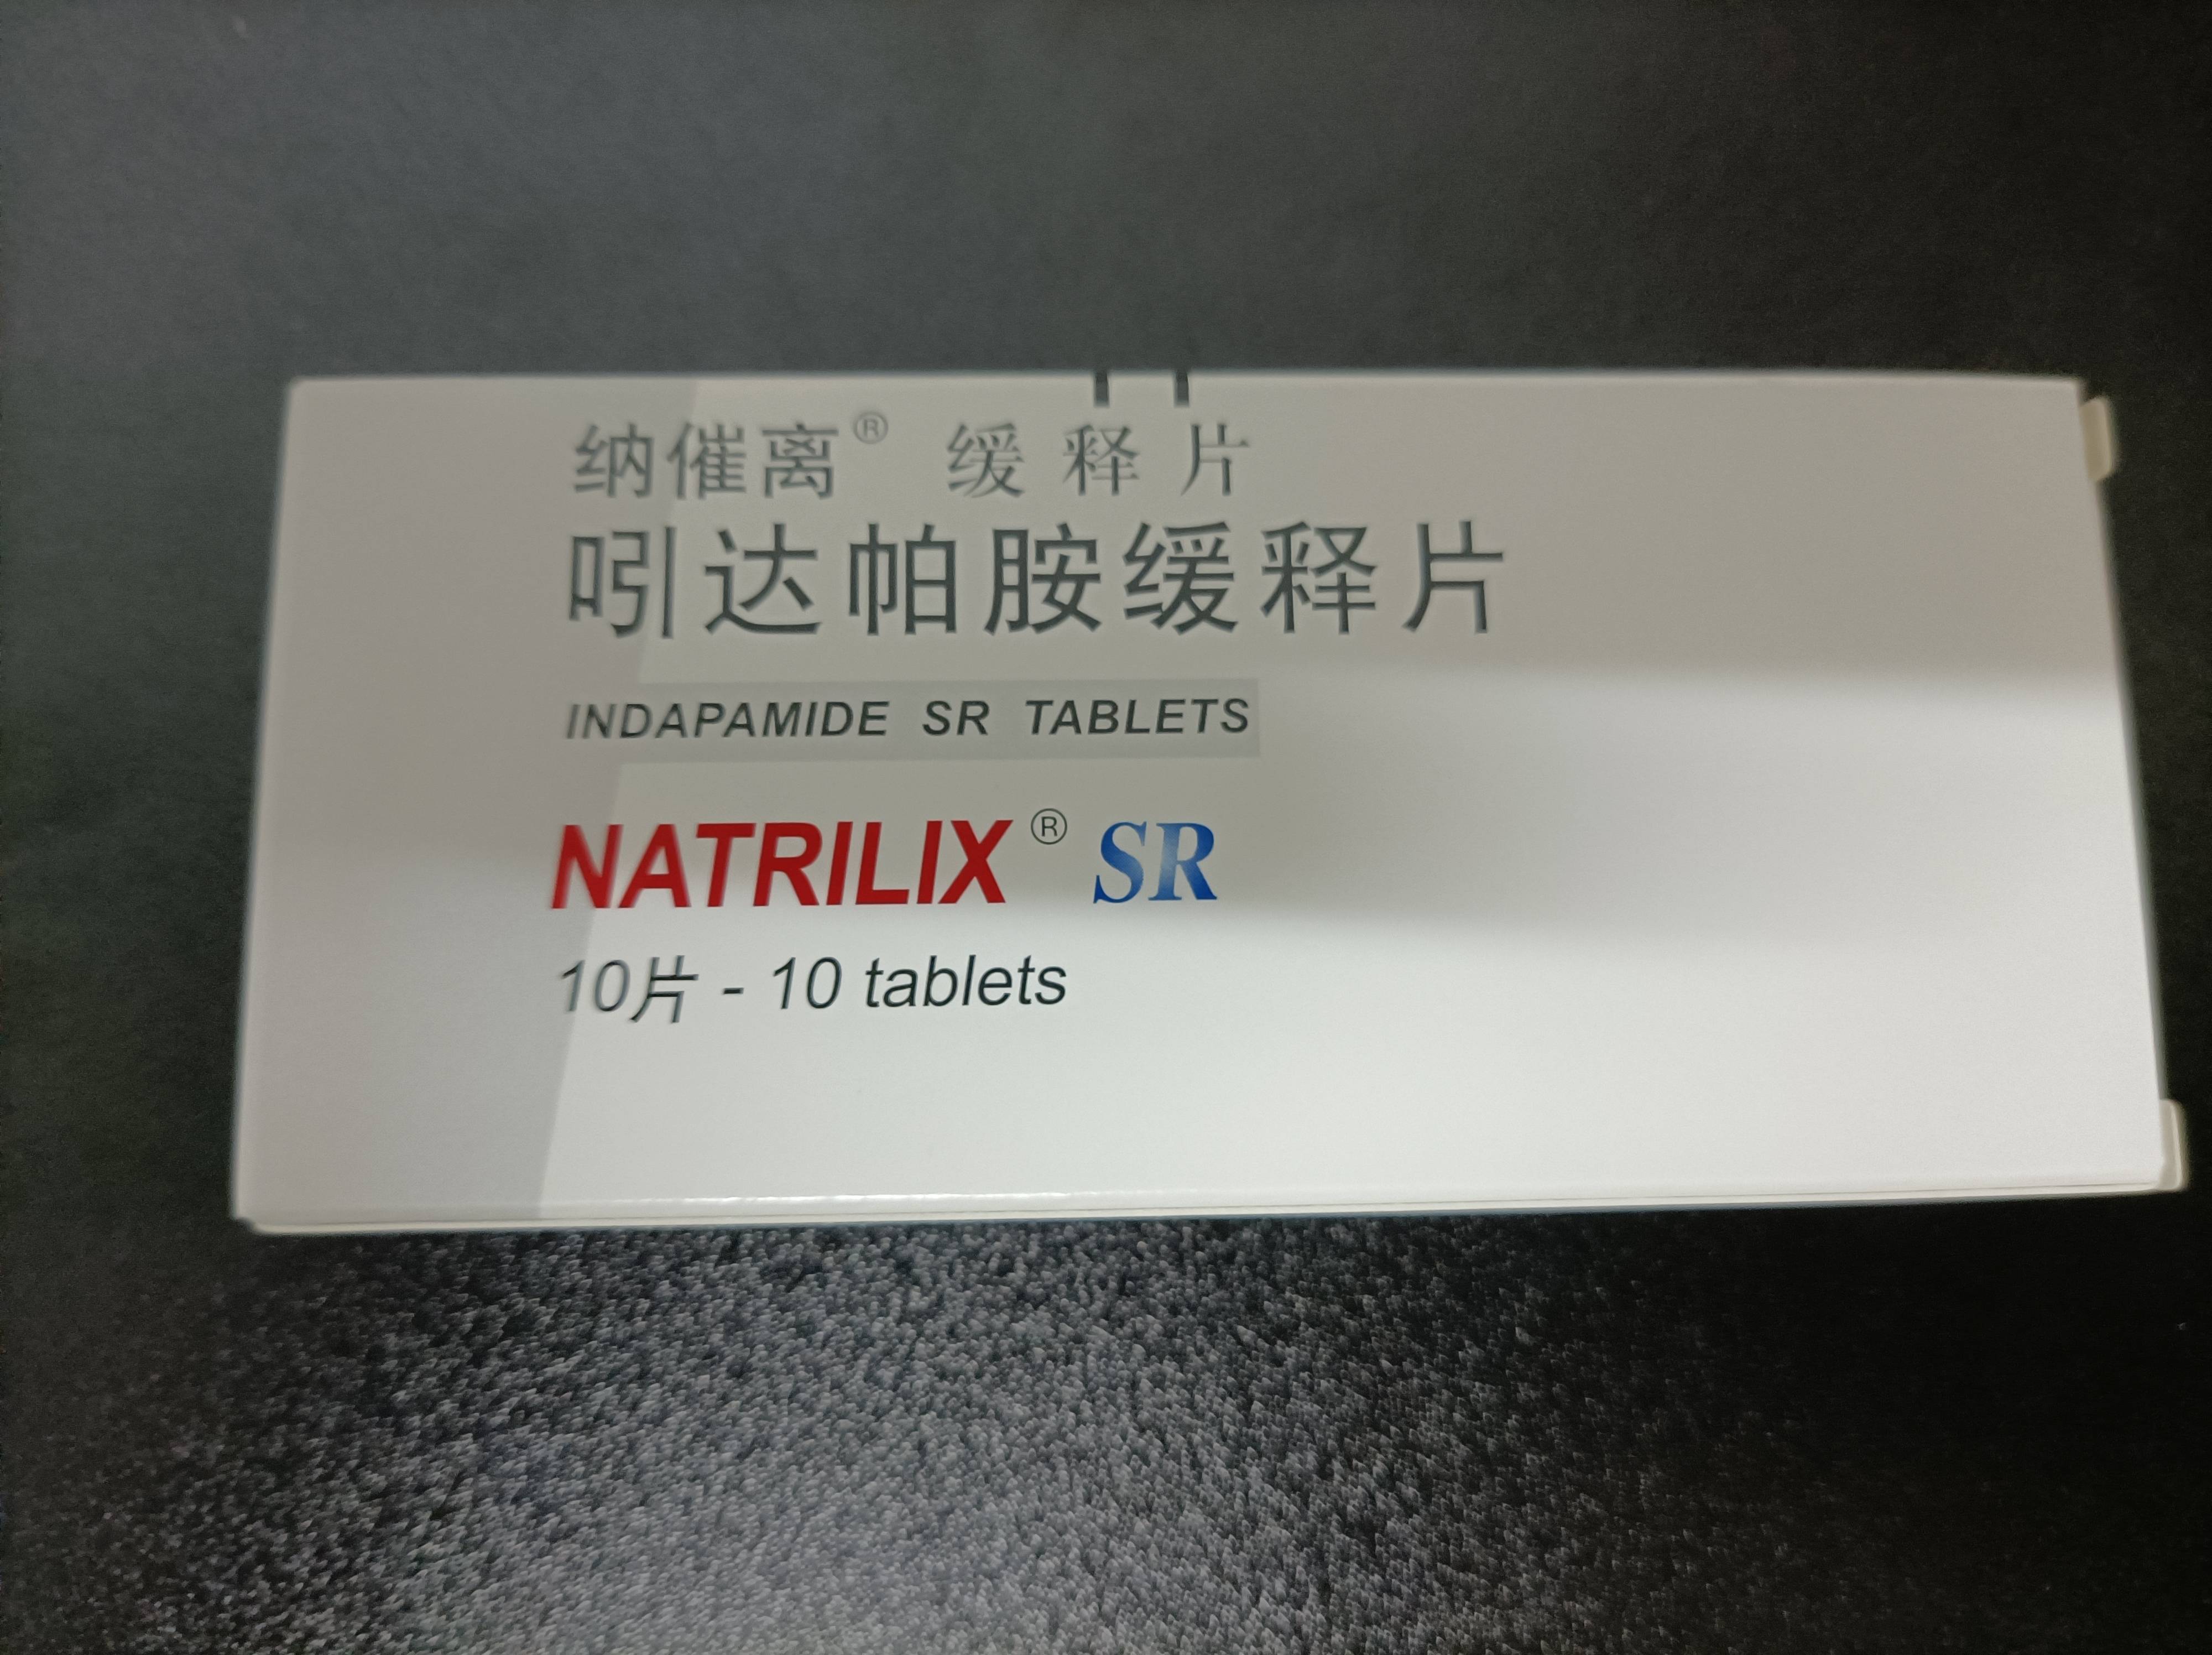 纳催离® 缓释片
吲达帕胺缓释片
INDAPAMIDE SR TABLETS
NATRILIX® SR
10片 - 10 tablets